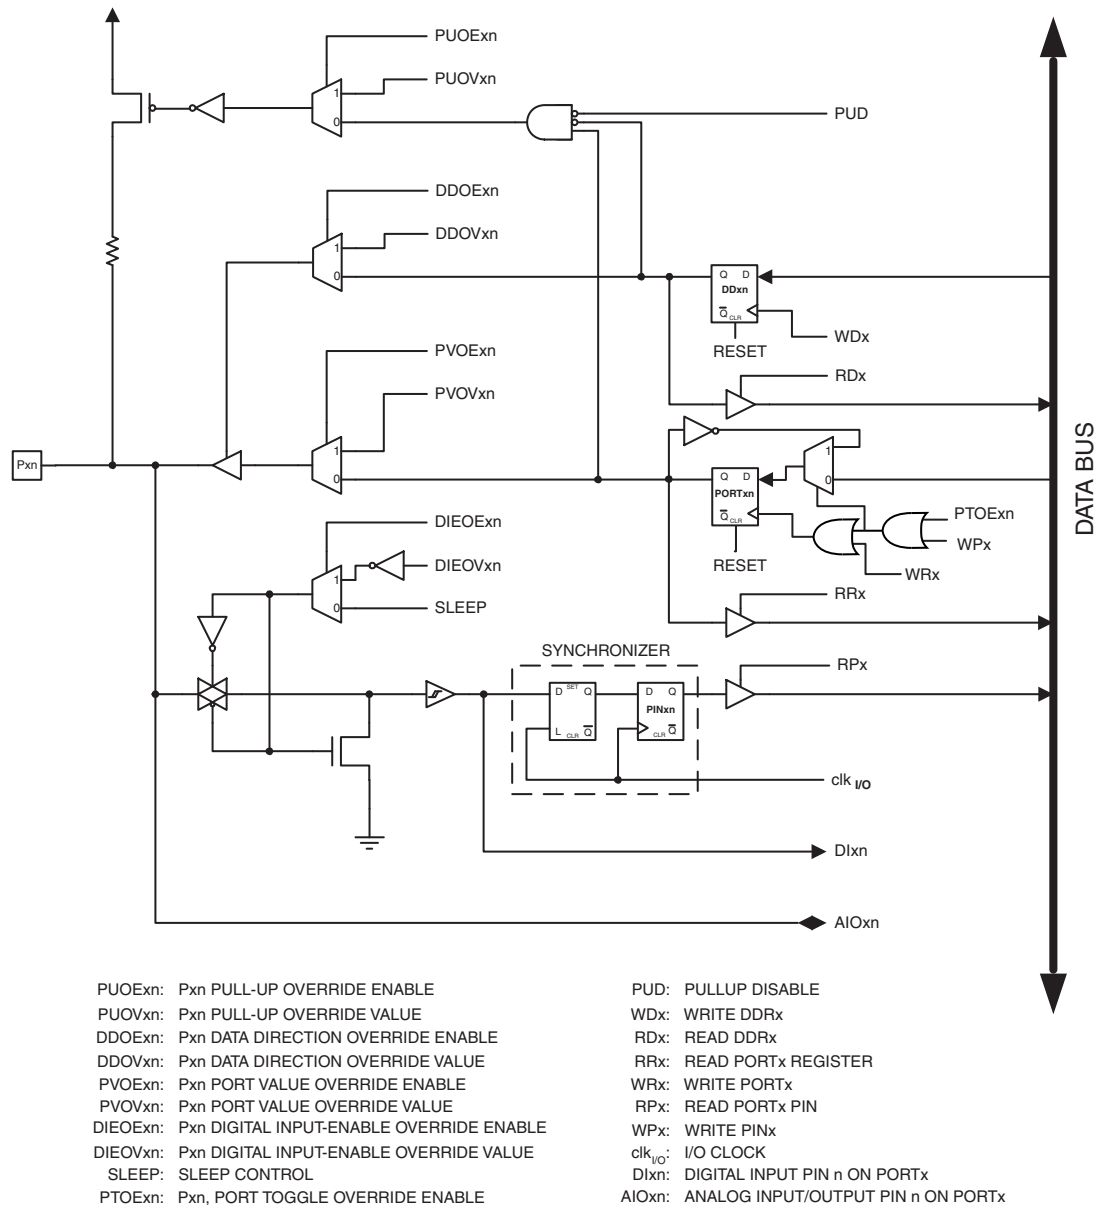 PUOExn
PUOVxn
1
0
PUD
DDOExn
DDOVxn
1
0
Q D
DDxn
Q CLR
WDx
RESET
PVOExn
RDx
PVOVxn
DATA BUS
1
0
Pxn
1
0
Q D
PORTxn
Q CLR
PTOExn
WPx
DIEOExn
DIEOVxn
RESET
WRx
1
0
SLEEP
RRx
SYNCHRONIZER
RPx
D SET Q
L CLR Q
D Q
PINxn
CLR Q
clk I/O
DIxn
AIOxn
PUOExn: Pxn PULL-UP OVERRIDE ENABLE
PUOVxn: Pxn PULL-UP OVERRIDE VALUE
DDOExn: Pxn DATA DIRECTION OVERRIDE ENABLE
DDOVxn: Pxn DATA DIRECTION OVERRIDE VALUE
PVOExn: Pxn PORT VALUE OVERRIDE ENABLE
PVOVxn: Pxn PORT VALUE OVERRIDE VALUE
DIEOExn: Pxn DIGITAL INPUT-ENABLE OVERRIDE ENABLE
DIEOVxn: Pxn DIGITAL INPUT-ENABLE OVERRIDE VALUE
SLEEP: SLEEP CONTROL
PTOExn: Pxn, PORT TOGGLE OVERRIDE ENABLE
PUD: PULLUP DISABLE
WDx: WRITE DDRx
RDx: READ DDRx
RRx: READ PORTx REGISTER
WRx: WRITE PORTx
RPx: READ PORTx PIN
WPx: WRITE PINx
clkI/O: I/O CLOCK
DIxn: DIGITAL INPUT PIN n ON PORTx
AIOxn: ANALOG INPUT/OUTPUT PIN n ON PORTx